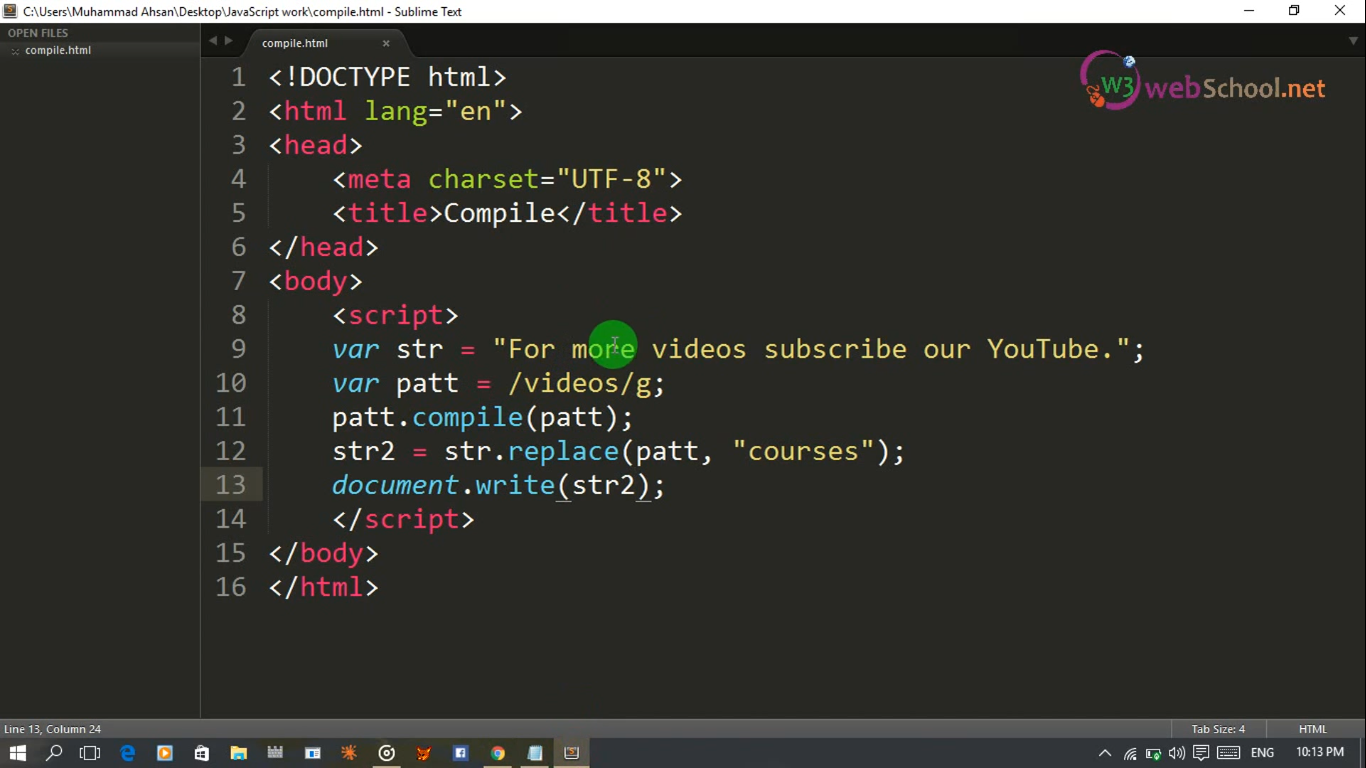 C:\Users\Muhammad Ahsan\Desktop\JavaScript work\compile.html - Sublime Text
OPEN FILES
compile.html
compile.html
W3 webSchool.net
1 <!DOCTYPE html>
2 <html lang="en">
3 <head>
4 <meta charset="UTF-8">
5 <title>Compile</title>
6 </head>
7 <body>
8 <script>
9 var str = "For more videos subscribe our YouTube.";
10 var patt = /videos/g;
11 patt.compile(patt);
12 str2 = str.replace(patt, "courses");
13 document.write(str2);
14 </script>
15 </body>
16 </html>
Line 13, Column 24
Tab Size: 4
HTML
ENG
10:13 PM